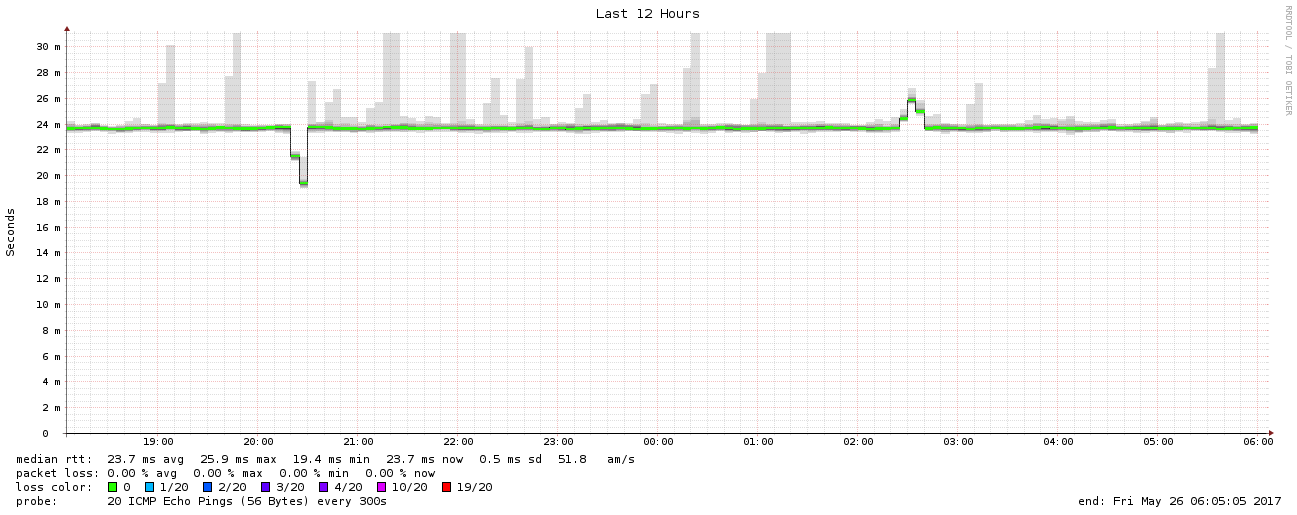 Last 12 Hours
RRDTOOL / TOBI OETIKER
Seconds
30 m
28 m
26 m
24 m
22 m
20 m
18 m
16 m
14 m
12 m
10 m
8 m
6 m
4 m
2 m
0
19:00 20:00 21:00 22:00 23:00 00:00 01:00 02:00 03:00 04:00 05:00 06:00
median rtt: 23.7 ms avg 25.9 ms max 19.4 ms min 23.7 ms now 0.5 ms sd 51.8 am/s
packet loss: 0.00 % avg 0.00 % max 0.00 % min 0.00 % now
loss color: 0 1/20 2/20 3/20 4/20 10/20 19/20
probe: 20 ICMP Echo Pings (56 Bytes) every 300s end: Fri May 26 06:05:05 2017